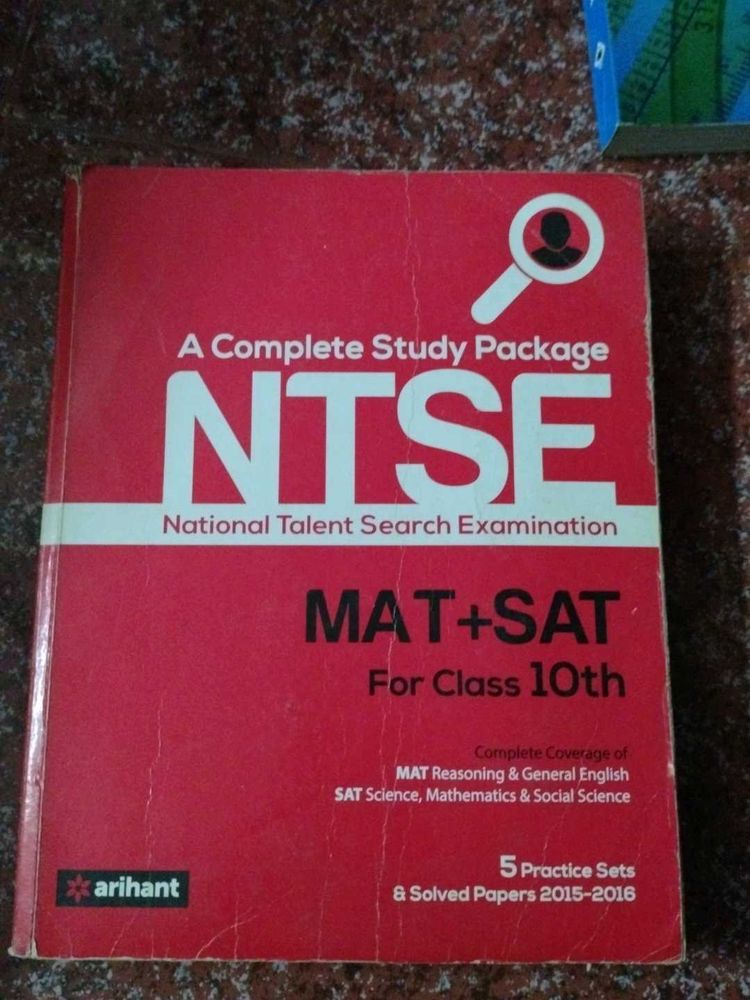 A Complete Study Package
NTSE
National Talent Search Examination
MAT+SAT
For Class 10th
Complete Coverage of
MAT Reasoning & General English
SAT Science, Mathematics & Social Science
5 Practice Sets
& Solved Papers 2015-2016
arihant